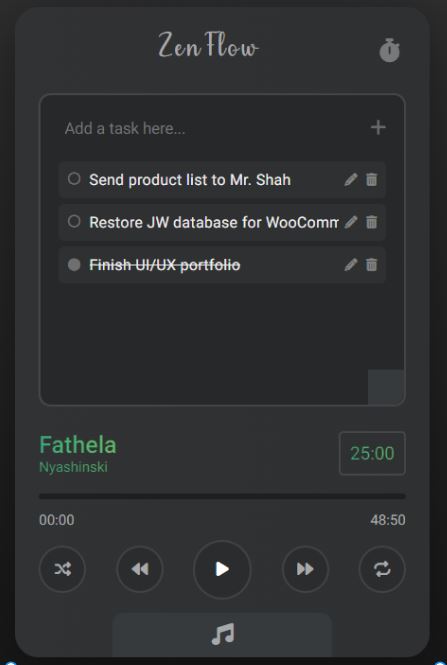 Zen Flow
Add a task here...
Send product list to Mr. Shah
Restore JW database for WooComm
Finish UI/UX portfolio
Fathela
Nyashinski
25:00
00:00
48:50